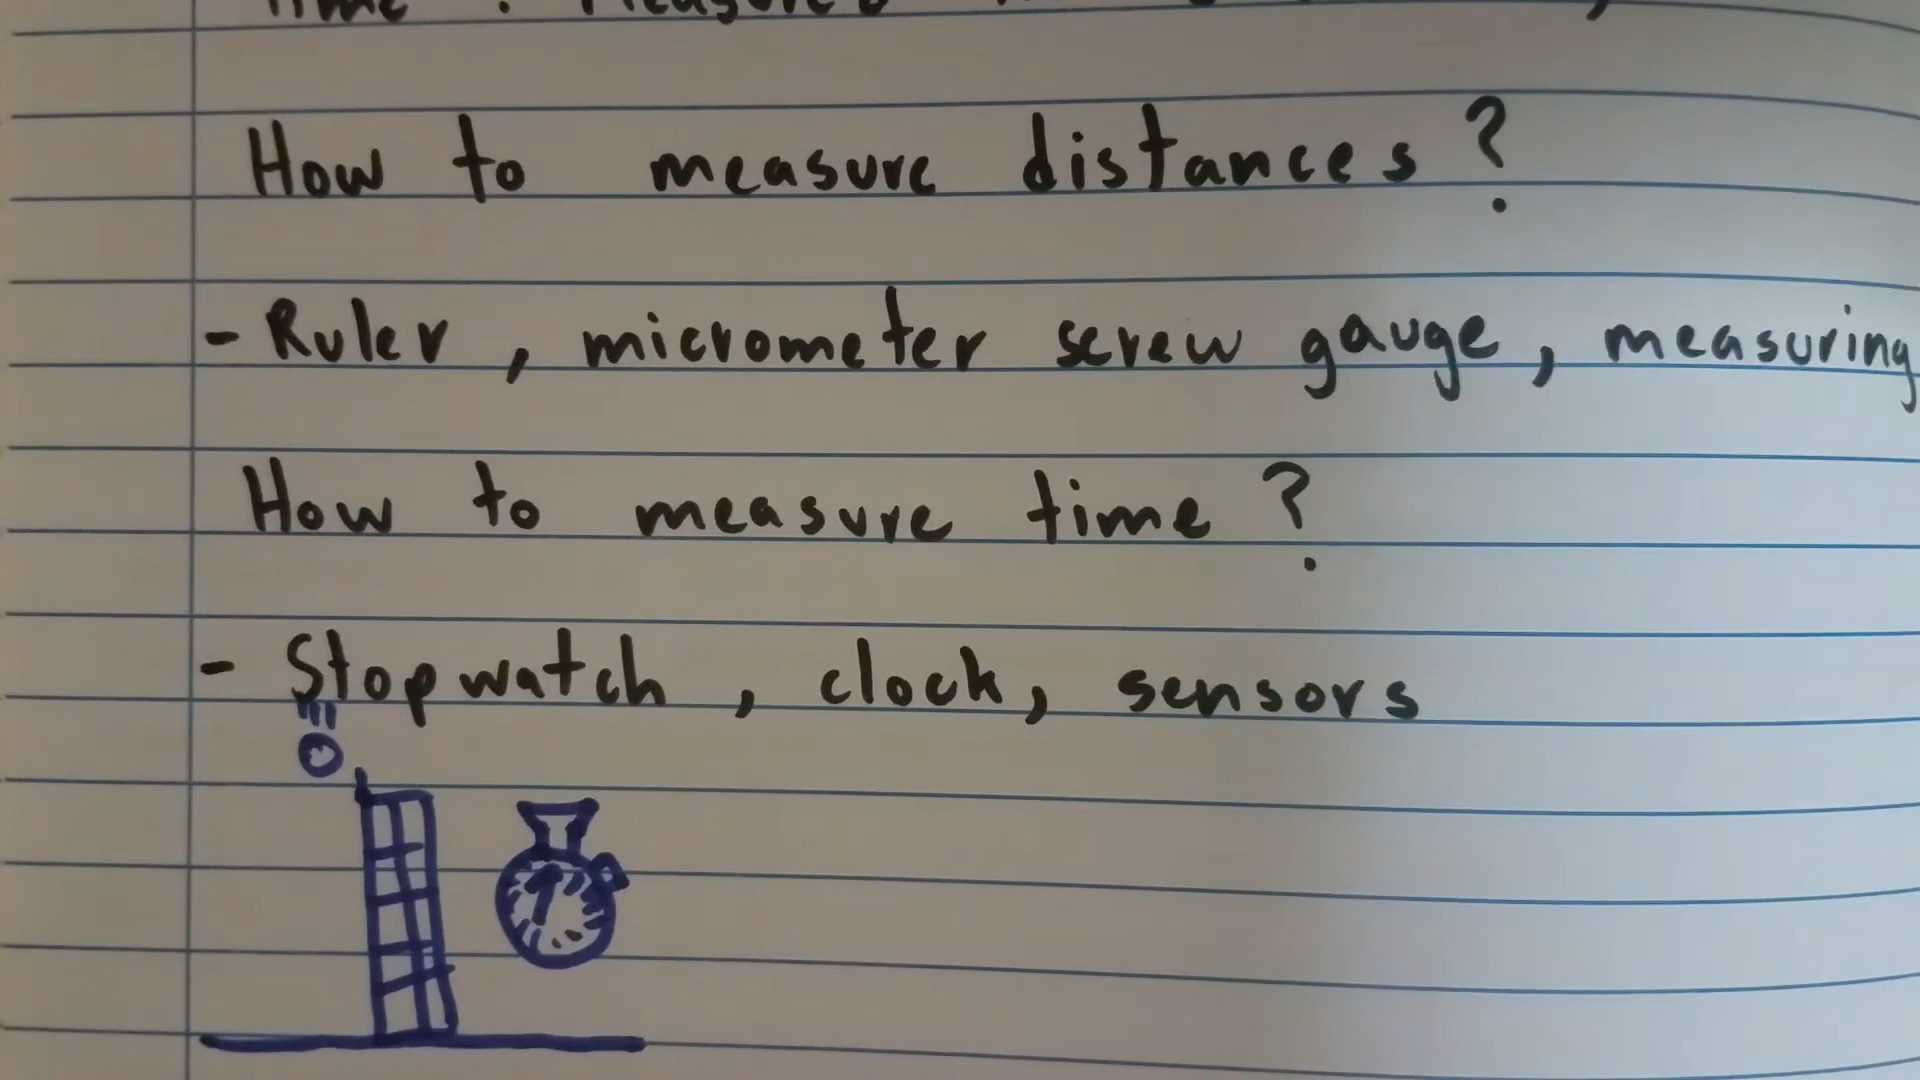 How to measure distances?
- Ruler, micrometer screw gauge, measuring
How to measure time?
- Stopwatch, clock, sensors